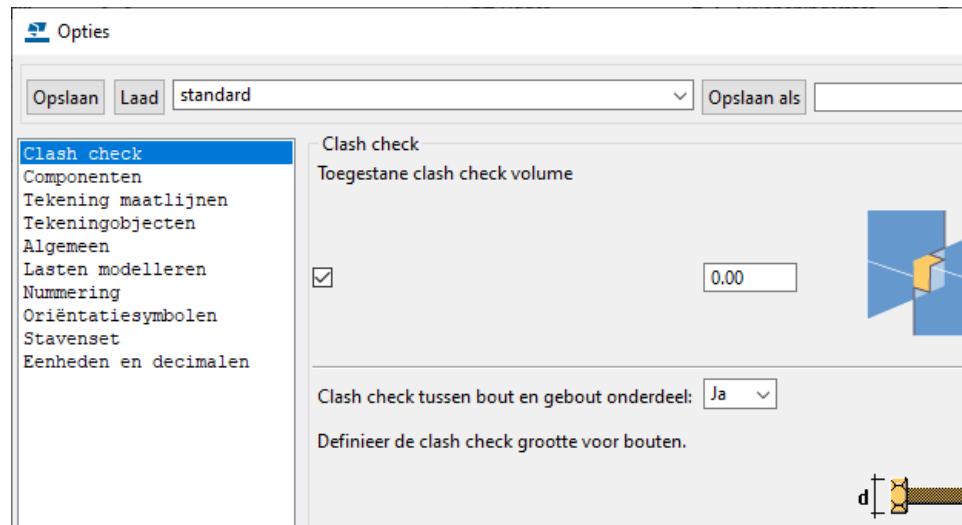 Opties
Opslaan Laad standard Opslaan als
Clash check
Componenten
Tekening maatlijnen
Tekeningobjecten
Algemeen
Lasten modelleren
Nummering
Oriëntatiesymbolen
Stavenset
Eenheden en decimalen
Clash check
Toegestane clash check volume
0.00
Clash check tussen bout en gebout onderdeel: Ja
Definieer de clash check grootte voor bouten.
d